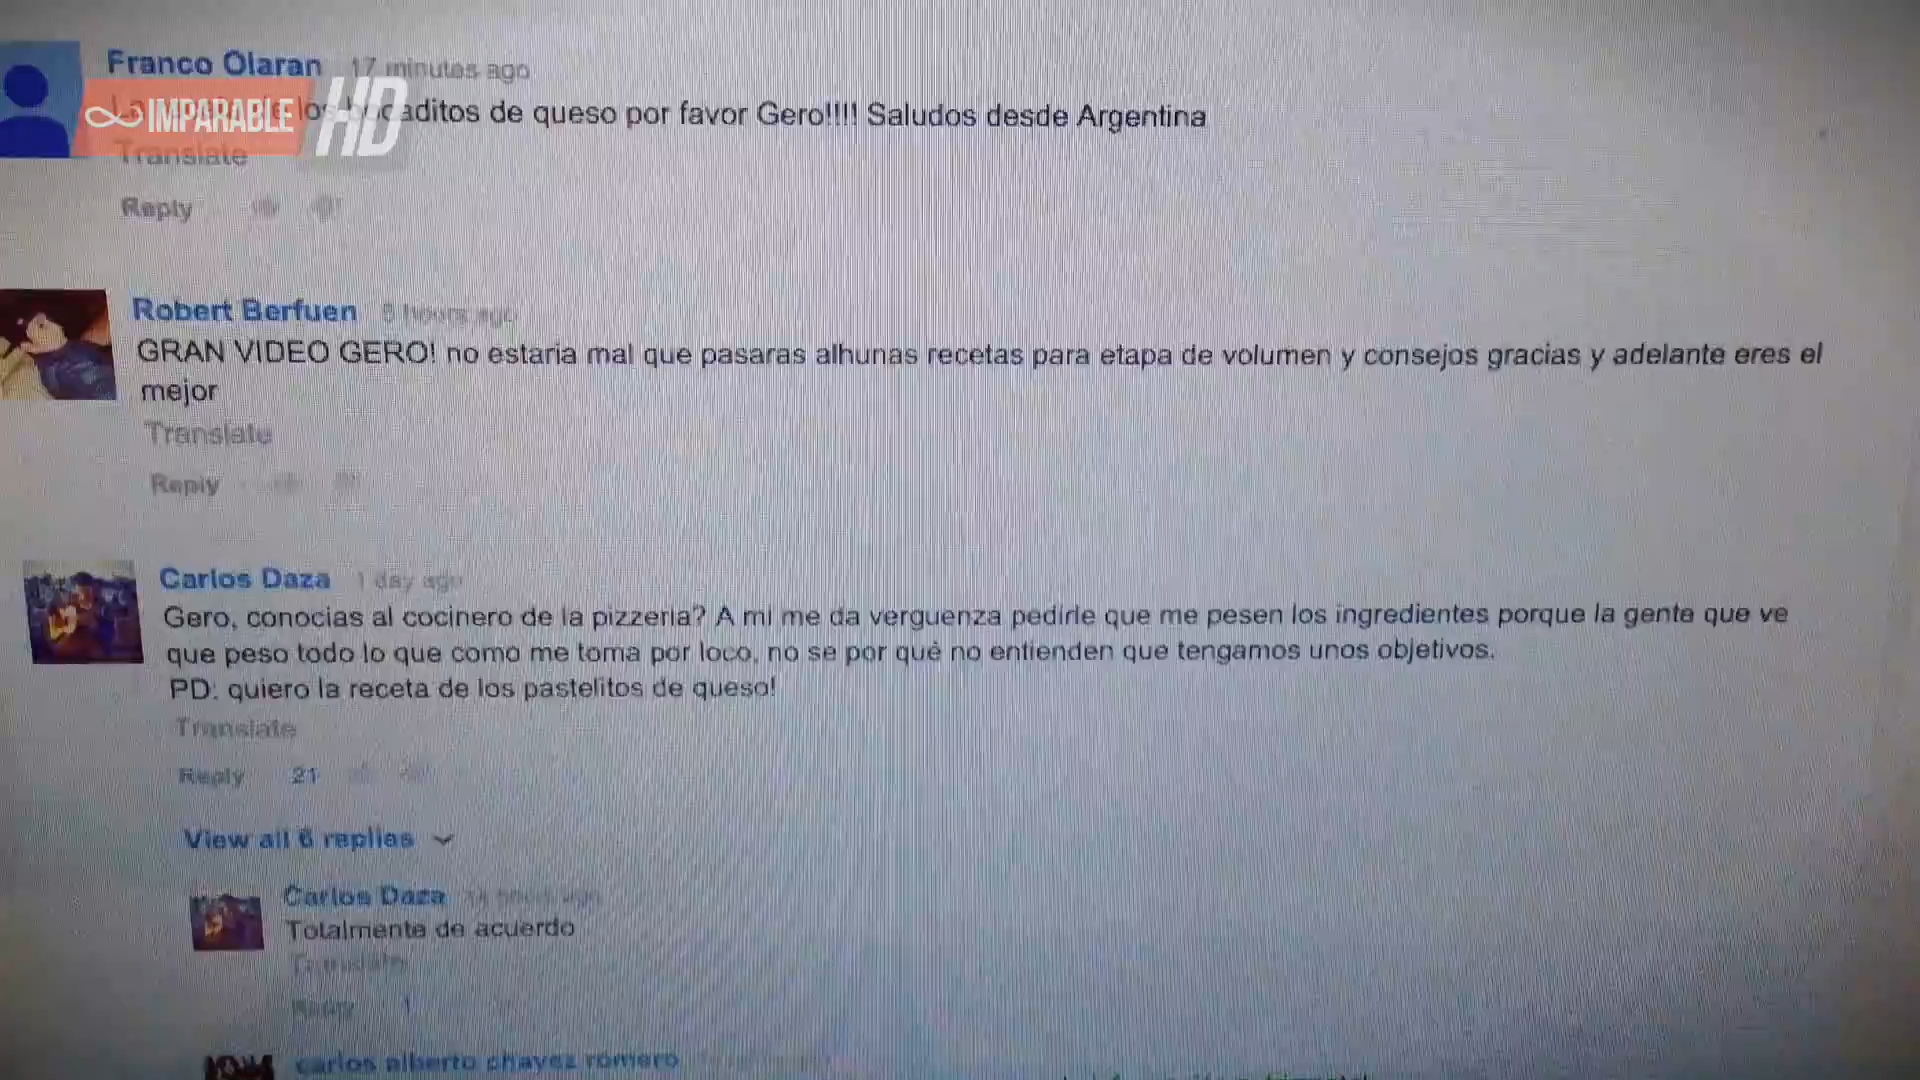 Franco Olaran 17 minutes ago
∞ IMPARABLE HD
los bocaditos de queso por favor Gero!!!! Saludos desde Argentina
Translate
Reply
Robert Berfuen hours ago
GRAN VIDEO GERO! no estaria mal que pasaras alhunas recetas para etapa de volumen y consejos gracias y adelante eres el
mejor
Translate
Reply
Carlos Daza 1 day ago
Gero, conocias al cocinero de la pizzeria? A mi me da verguenza pedirle que me pesen los ingredientes porque la gente que ve
que peso todo lo que como me toma por loco, no se por qué no entienden que tengamos unos objetivos.
PD: quiero la receta de los pastelitos de queso!
Translate
Reply 21
View all 6 replies
Carlos Daza hours ago
Totalmente de acuerdo
Translate
Reply 1
carlos alberto chavez romero